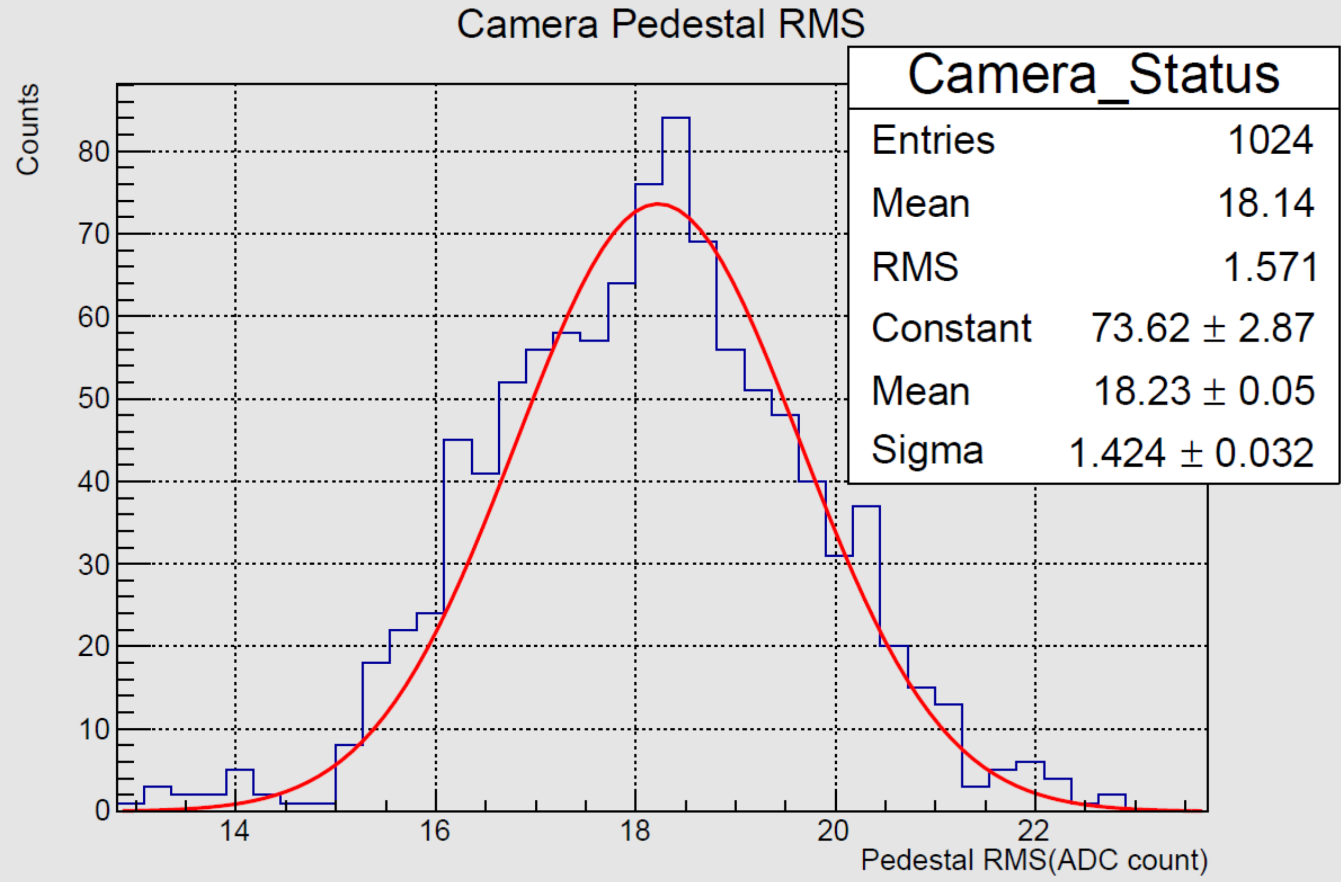 Camera Pedestal RMS
Camera_Status
Entries 1024
Mean 18.14
RMS 1.571
Constant 73.62 ± 2.87
Mean 18.23 ± 0.05
Sigma 1.424 ± 0.032
Counts
80
70
60
50
40
30
20
10
0
14 16 18 20 22
Pedestal RMS(ADC count)